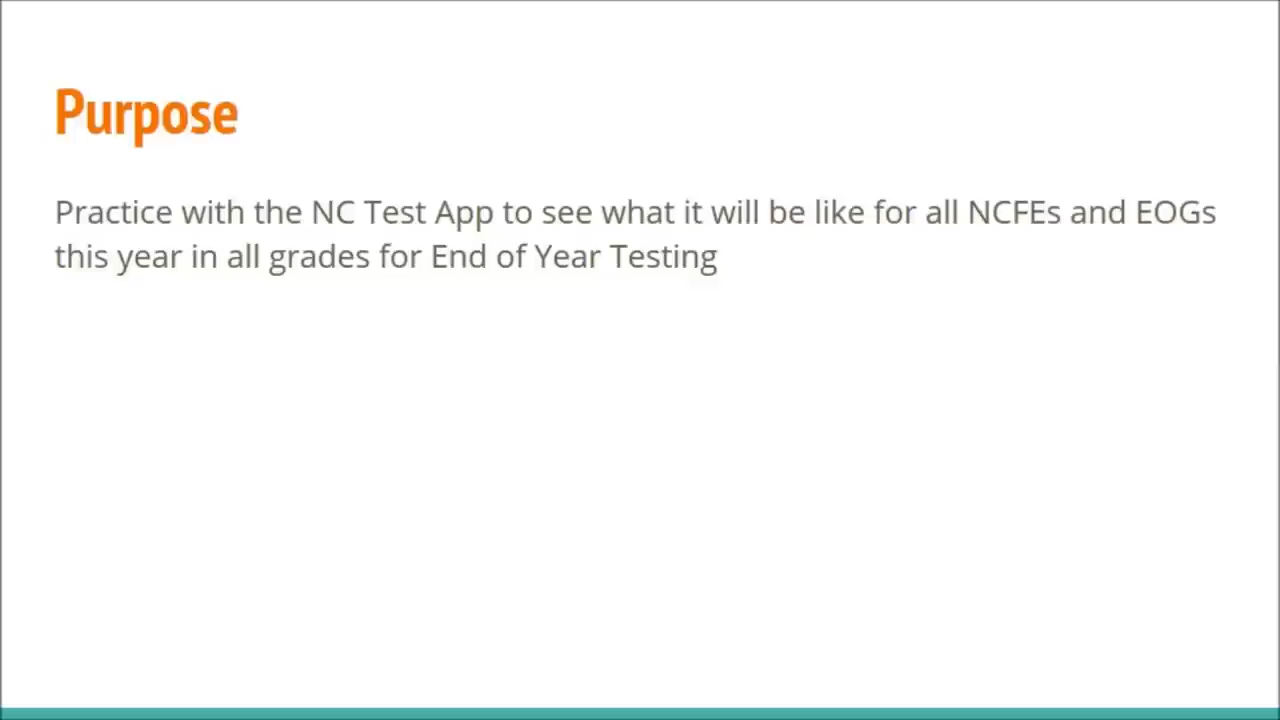 Purpose
Practice with the NC Test App to see what it will be like for all NCFEs and EOGs
this year in all grades for End of Year Testing